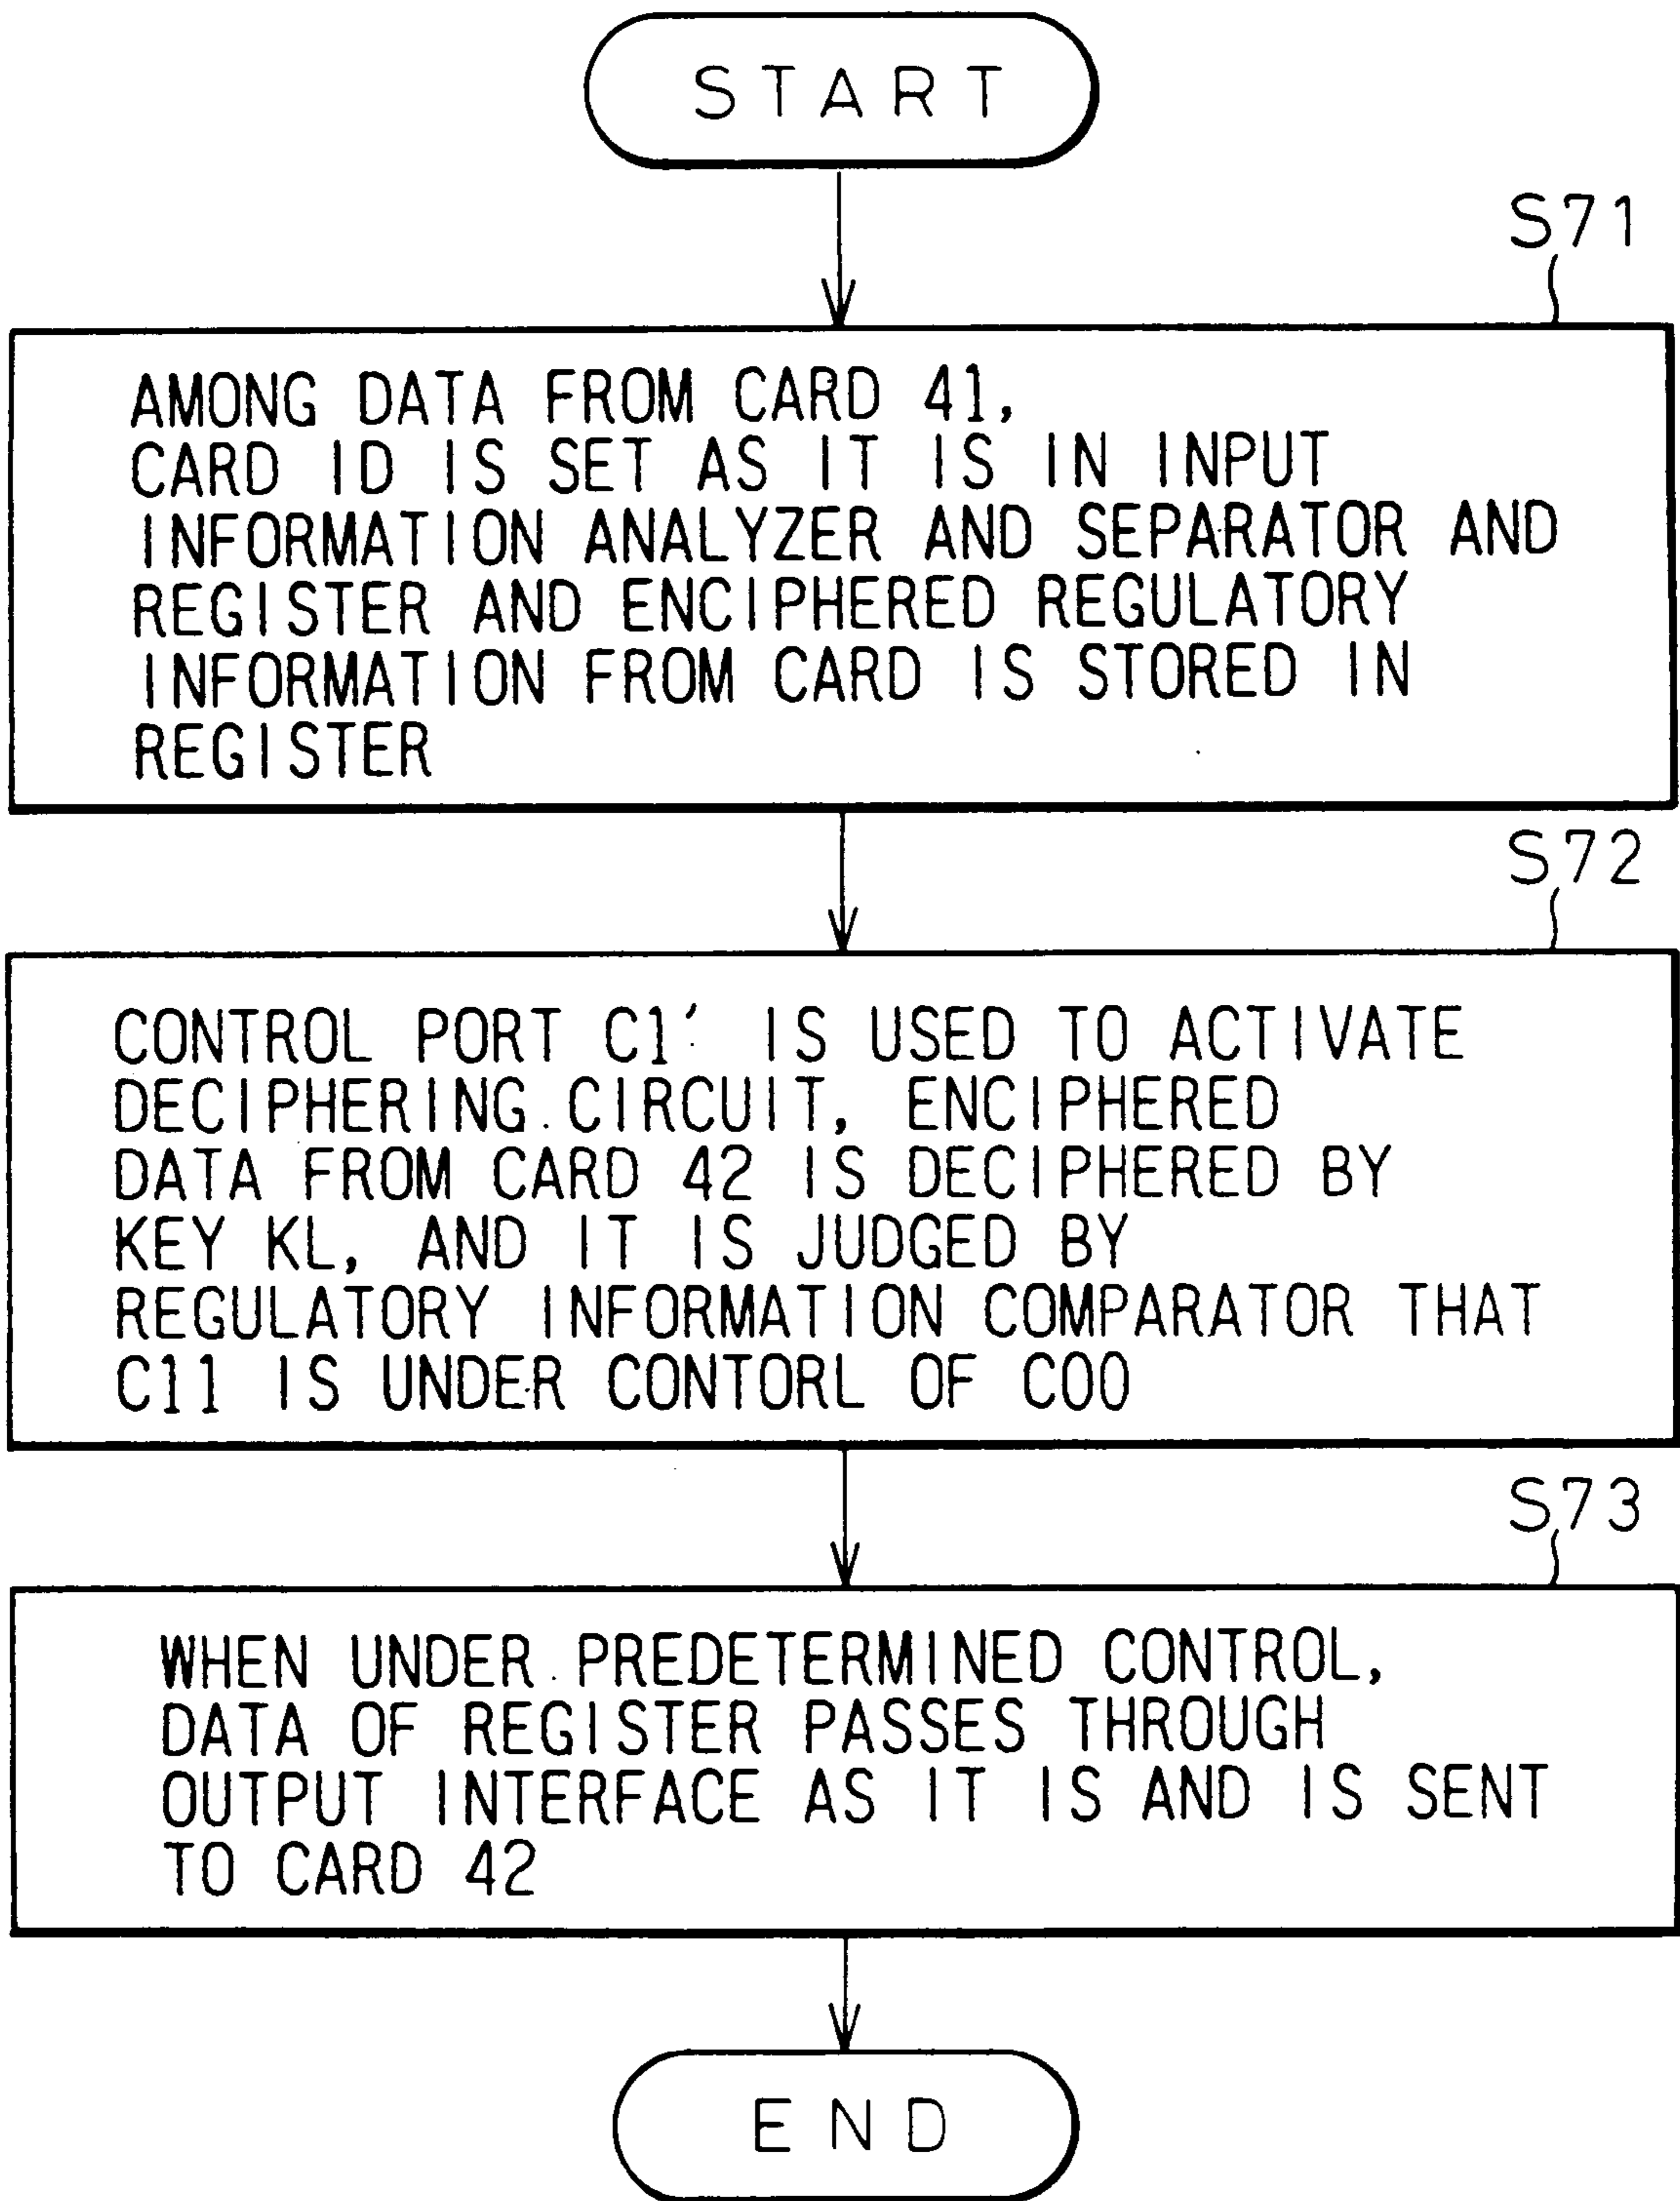 START
S71
AMONG DATA FROM CARD 41,
CARD ID IS SET AS IT IS IN INPUT
INFORMATION ANALYZER AND SEPARATOR AND
REGISTER AND ENCIPHERED REGULATORY
INFORMATION FROM CARD IS STORED IN
REGISTER
S72
CONTROL PORT C1' IS USED TO ACTIVATE
DECIPHERING CIRCUIT, ENCIPHERED
DATA FROM CARD 42 IS DECIPHERED BY
KEY KL, AND IT IS JUDGED BY
REGULATORY INFORMATION COMPARATOR THAT
C11 IS UNDER CONTORL OF C00
S73
WHEN UNDER PREDETERMINED CONTROL,
DATA OF REGISTER PASSES THROUGH
OUTPUT INTERFACE AS IT IS AND IS SENT
TO CARD 42
END